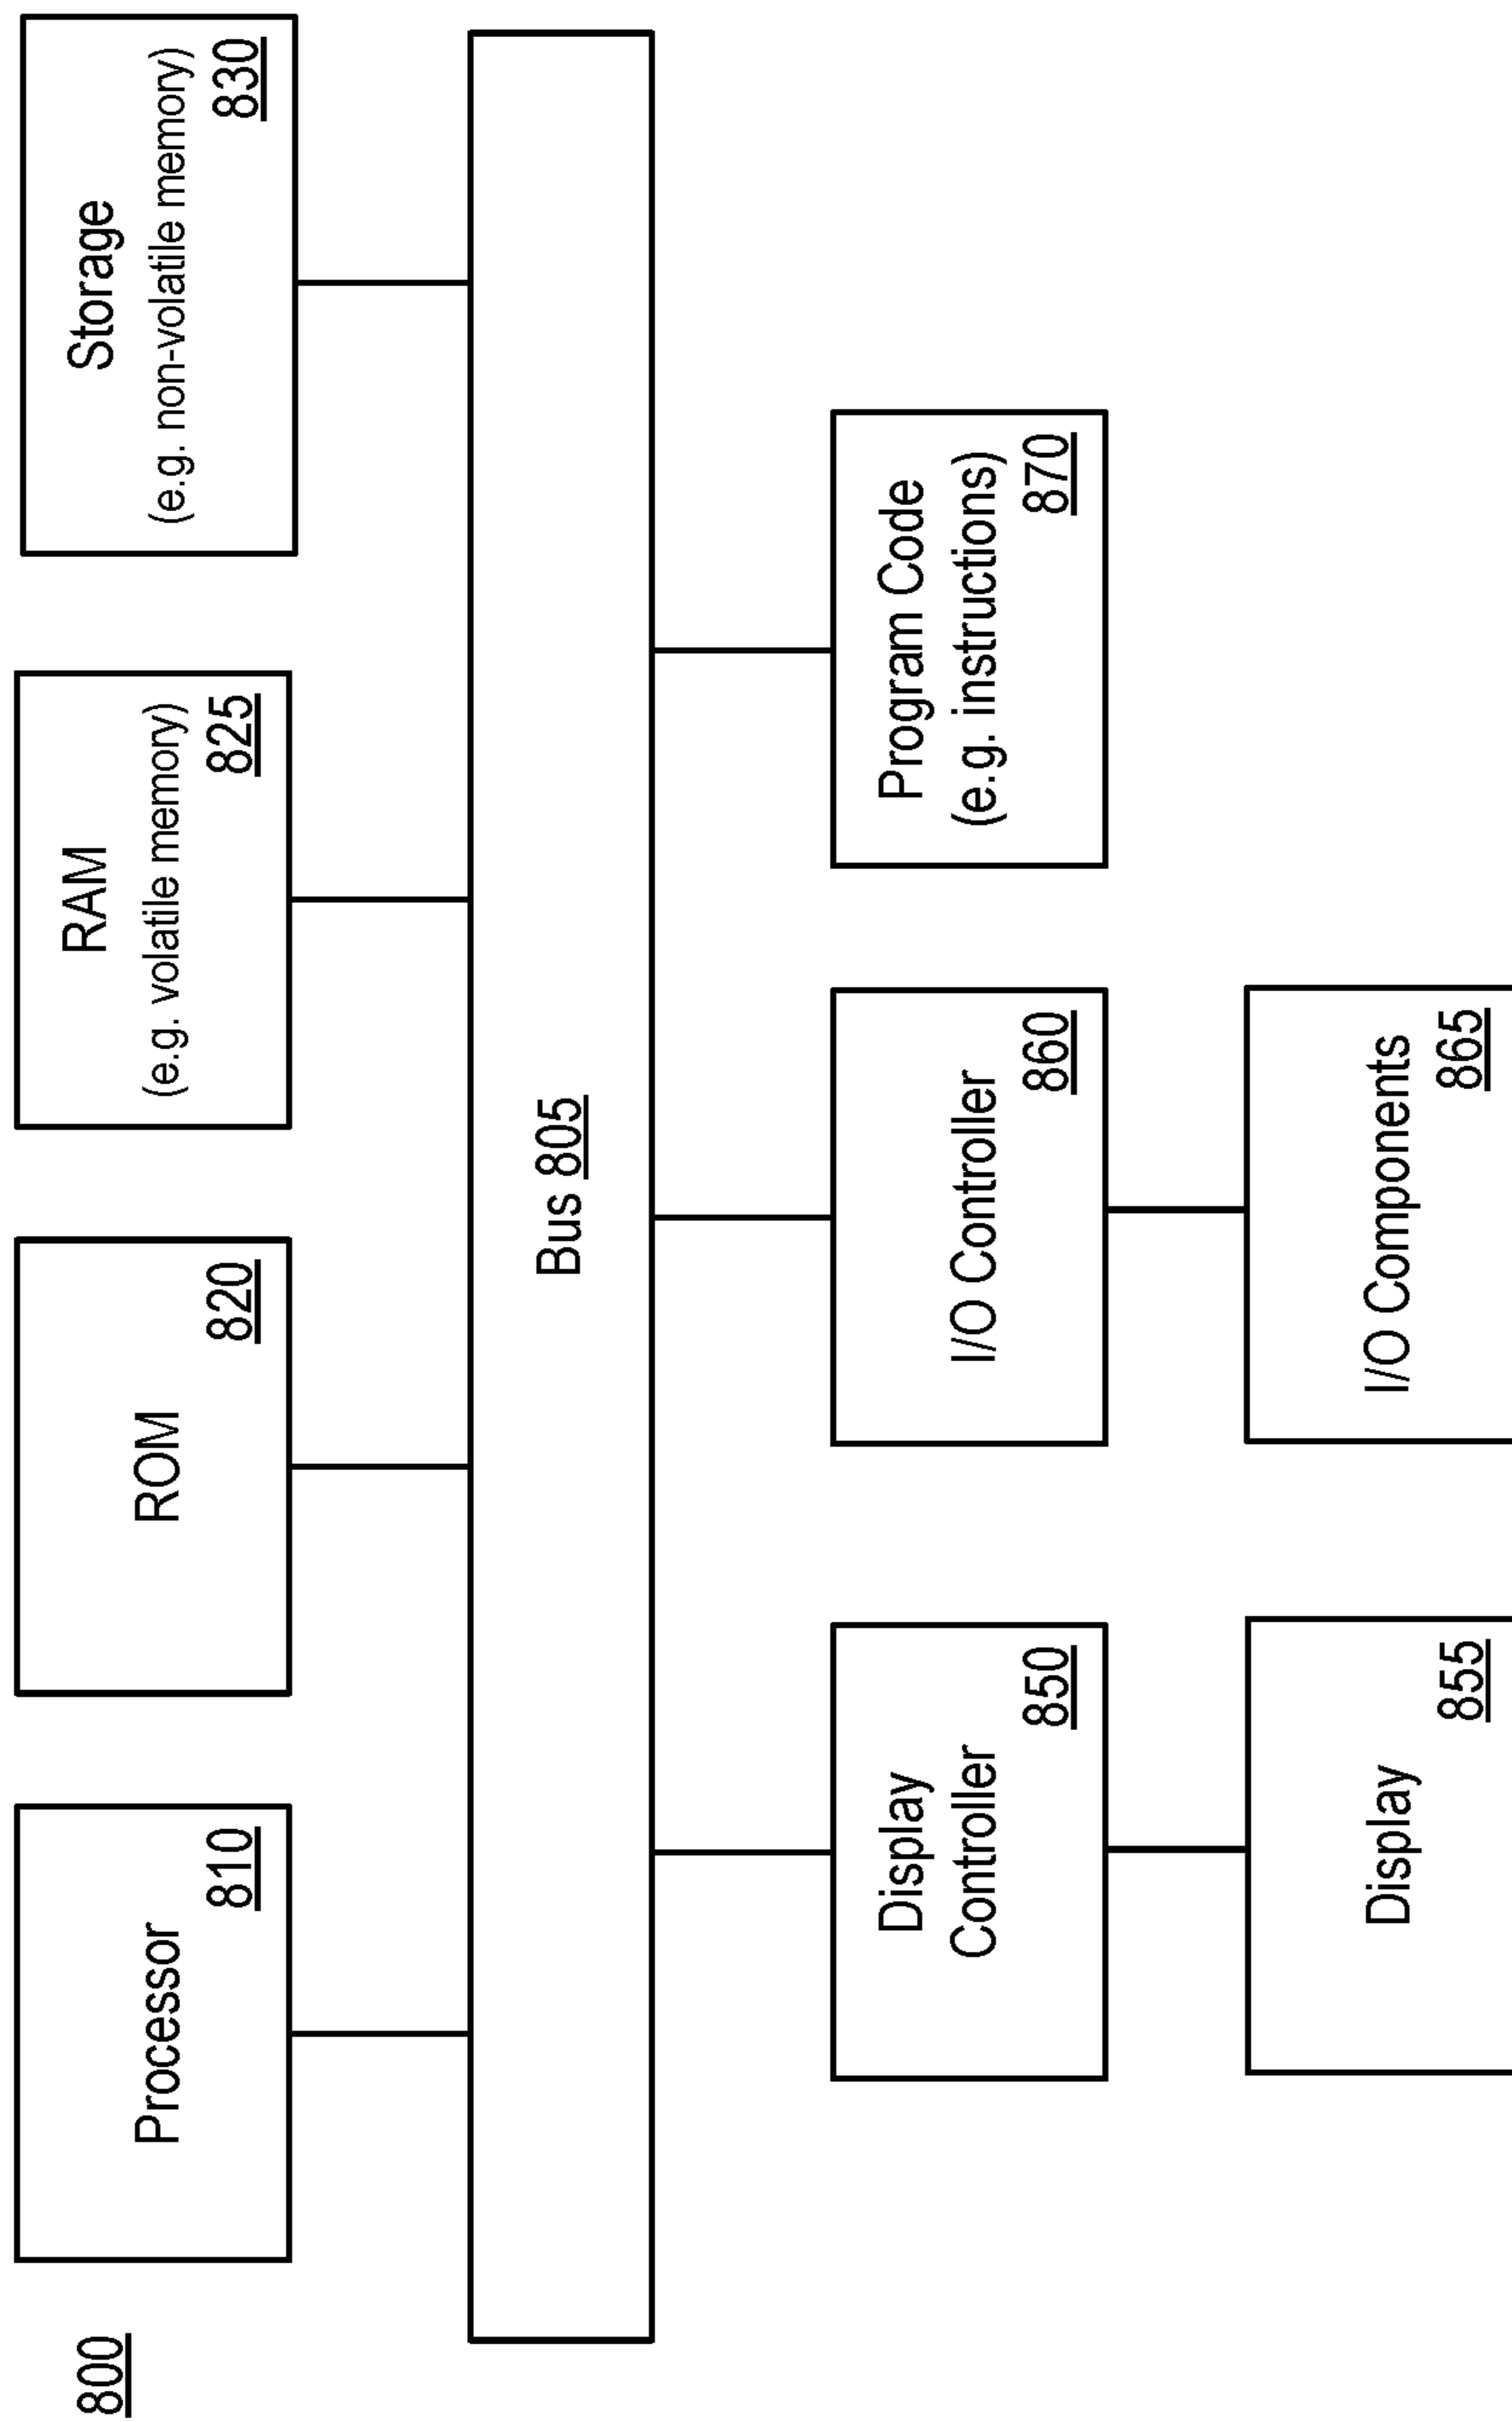 800
Processor
810
ROM
820
RAM
(e.g. volatile memory)
825
Storage
(e.g. non-volatile memory)
830
Bus 805
Display
Controller
850
I/O Controller
860
Program Code
(e.g. instructions)
870
Display
855
I/O Components
865